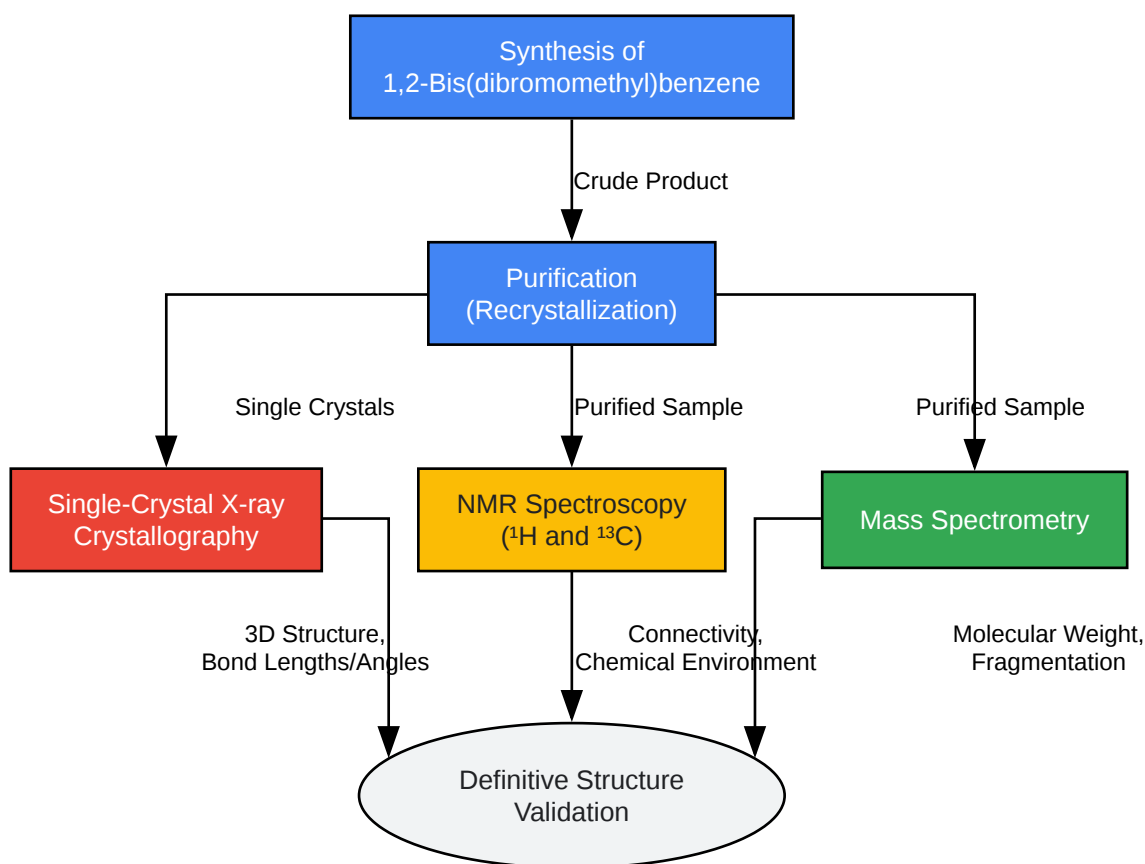 Synthesis of
1,2-Bis(dibromomethyl)benzene
Crude Product
Purification
(Recrystallization)
Single Crystals
Purified Sample
Purified Sample
Single-Crystal X-ray
Crystallography
NMR Spectroscopy
(¹H and ¹³C)
Mass Spectrometry
3D Structure,
Bond Lengths/Angles
Connectivity,
Chemical Environment
Molecular Weight,
Fragmentation
Definitive Structure
Validation